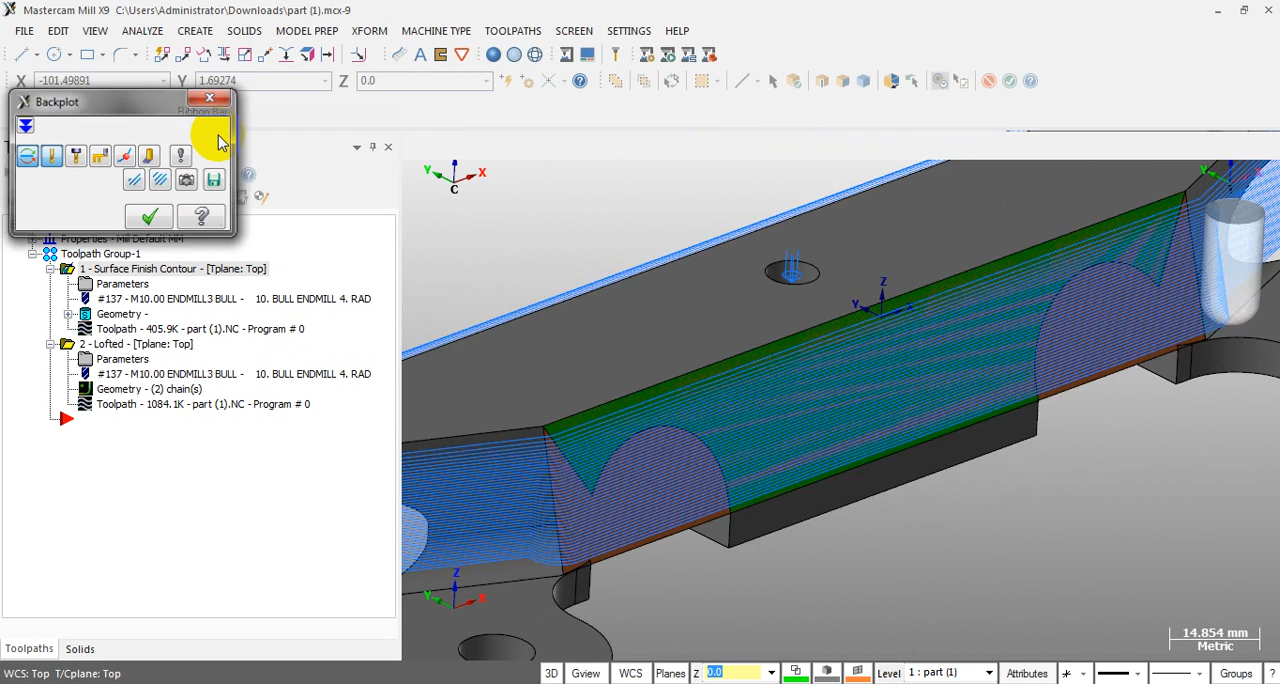 Mastercam Mill X9 C:\Users\Administrator\Downloads\part (1).mcx-9
FILE EDIT VIEW ANALYZE CREATE SOLIDS MODEL PREP XFORM MACHINE TYPE TOOLPATHS SCREEN SETTINGS HELP
X -101.49891 Y 1.69274 Z 0.0
Backplot
Ribbon Bar
Properties - Mill Default MM
Toolpath Group-1
1 - Surface Finish Contour - [Tplane: Top]
Parameters
#137 - M10.00 ENDMILL3 BULL - 10. BULL ENDMILL 4. RAD
Geometry -
Toolpath - 405.9K - part (1).NC - Program # 0
2 - Lofted - [Tplane: Top]
Parameters
#137 - M10.00 ENDMILL3 BULL - 10. BULL ENDMILL 4. RAD
Geometry - (2) chain(s)
Toolpath - 1084.1K - part (1).NC - Program # 0
Z
Y X
C
Y X
Z
Y
Z
Y X
14.854 mm
Metric
Toolpaths Solids
WCS: Top T/Cplane: Top
3D Gview WCS Planes Z 0.0 Level 1 : part (1) Attributes Groups ?